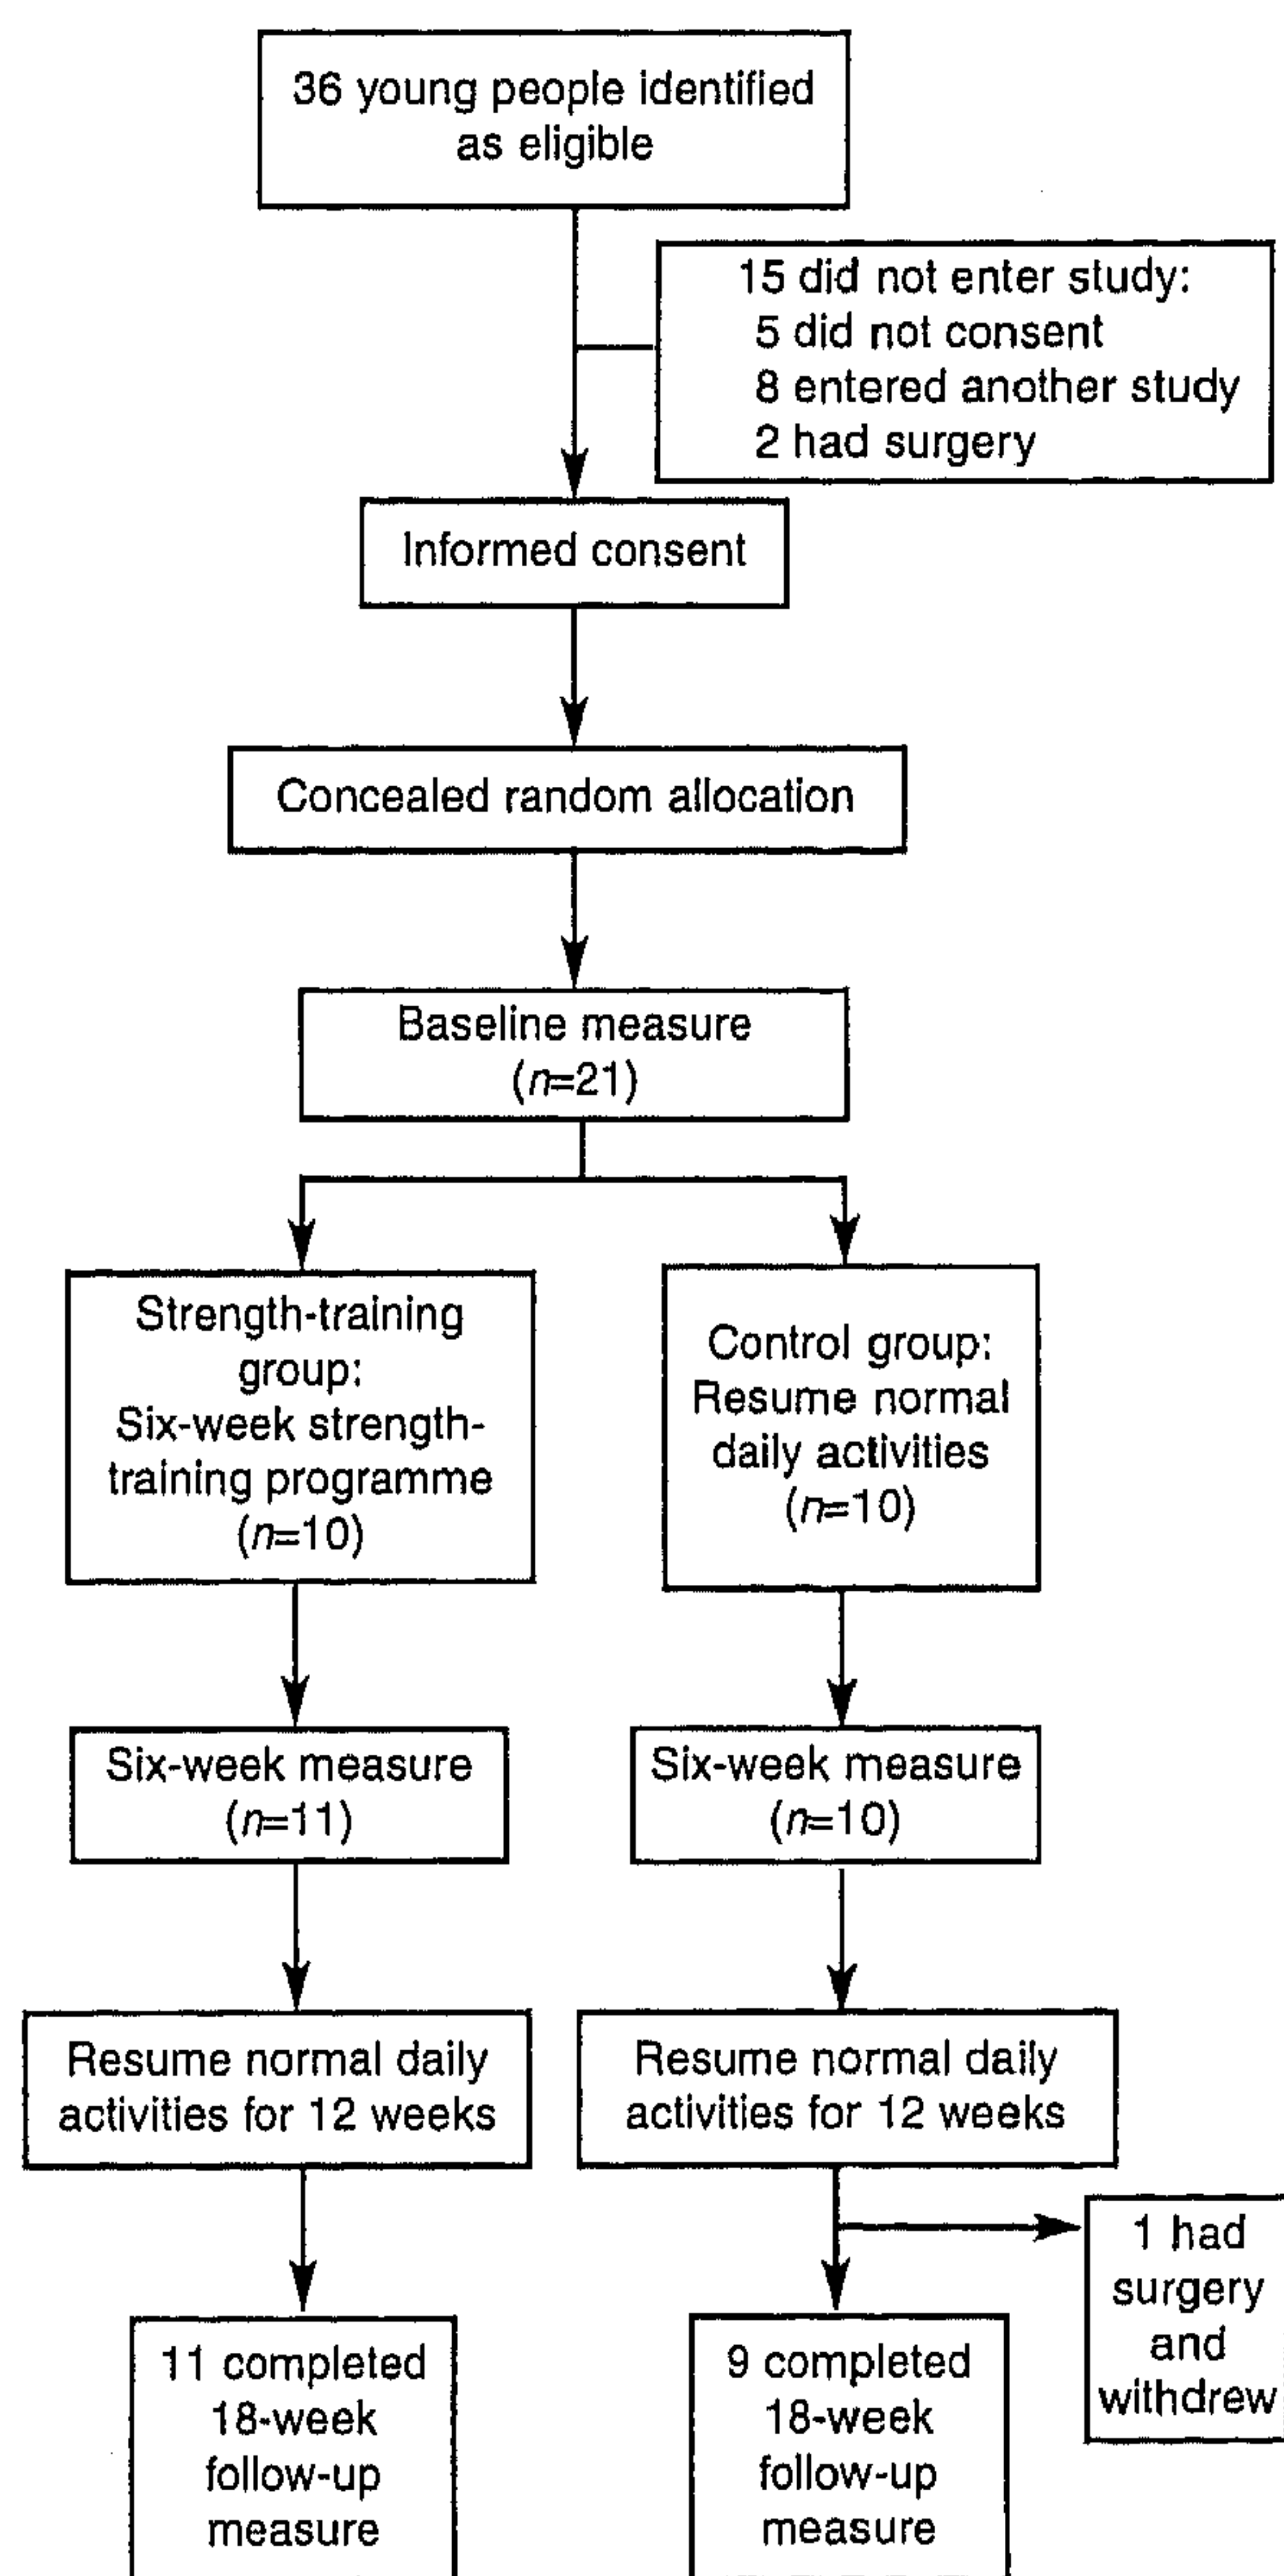 36 young people identified
as eligible
15 did not enter study:
5 did not consent
8 entered another study
2 had surgery
Informed consent
Concealed random allocation
Baseline measure
(n=21)
Strength-training
group:
Six-week strength-
training programme
(n=10)
Control group:
Resume normal
daily activities
(n=10)
Six-week measure
(n=11)
Six-week measure
(n=10)
Resume normal daily
activities for 12 weeks
Resume normal daily
activities for 12 weeks
1 had
surgery
and
withdrew
11 completed
18-week
follow-up
measure
9 completed
18-week
follow-up
measure